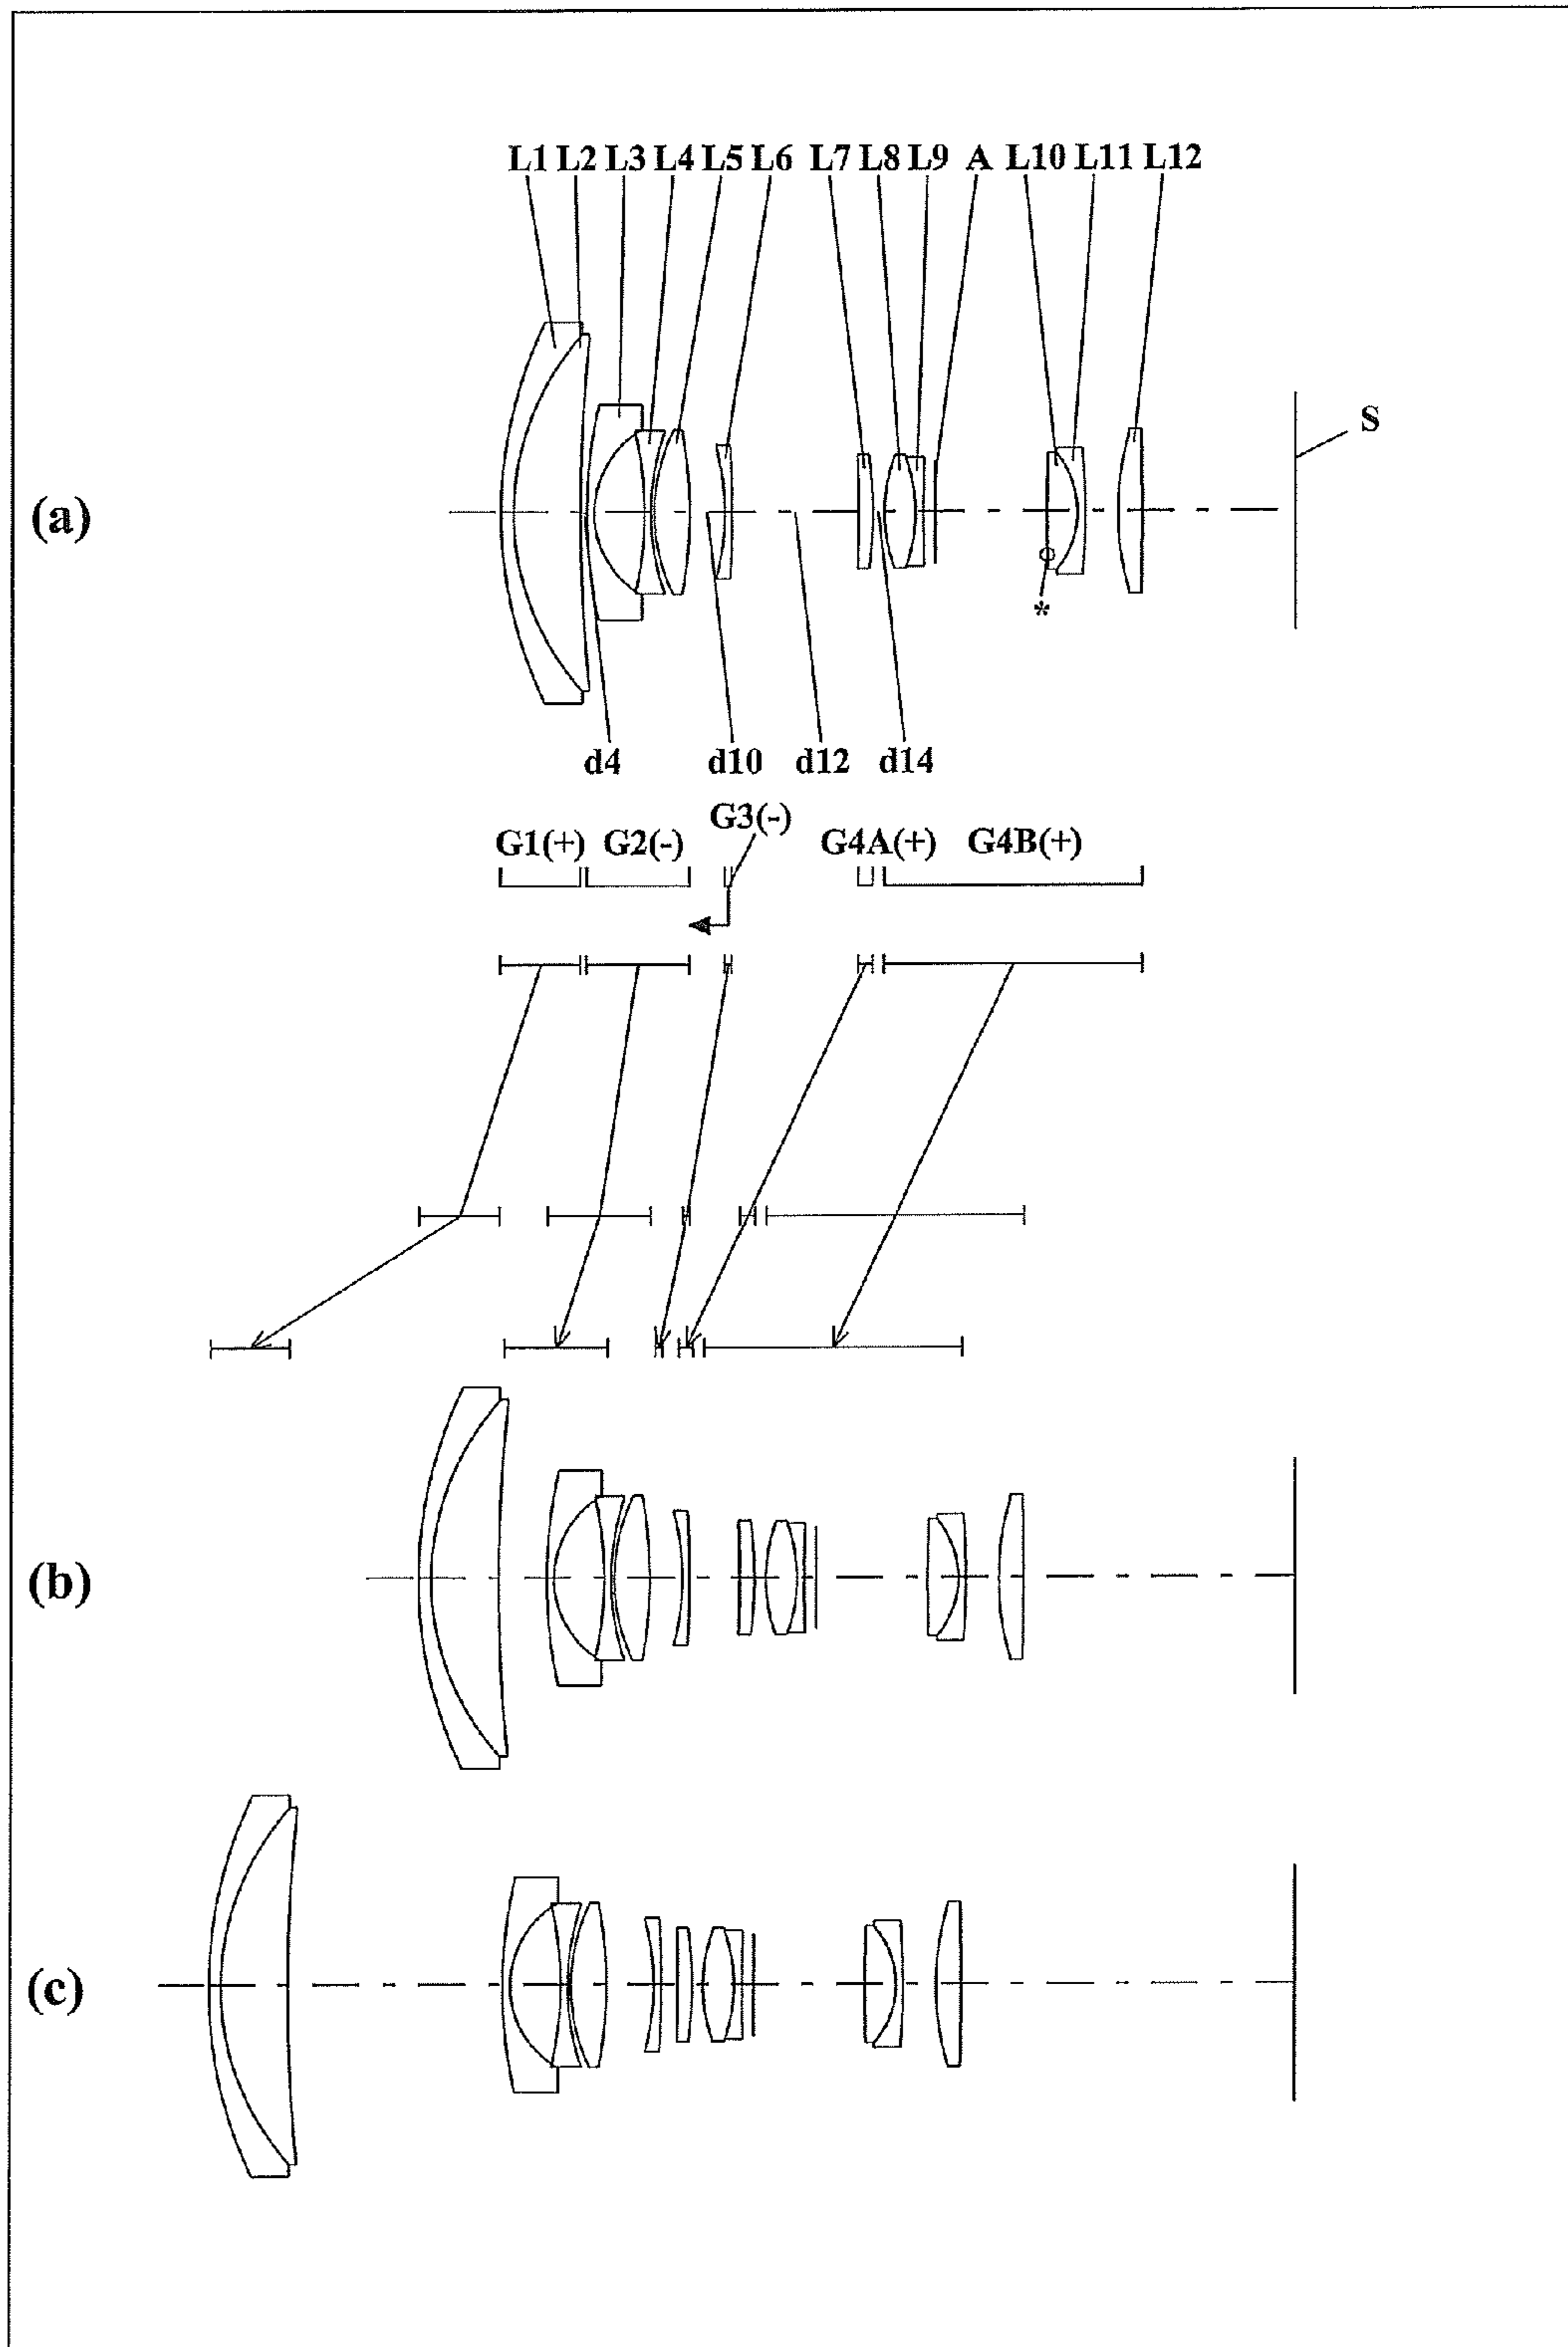 L1 L2 L3 L4 L5 L6 L7 L8 L9 A L10 L11 L12
S
(a)
*
d4 d10 d12 d14
G3(-)
G1(+) G2(-) G4A(+) G4B(+)
(b)
(c)